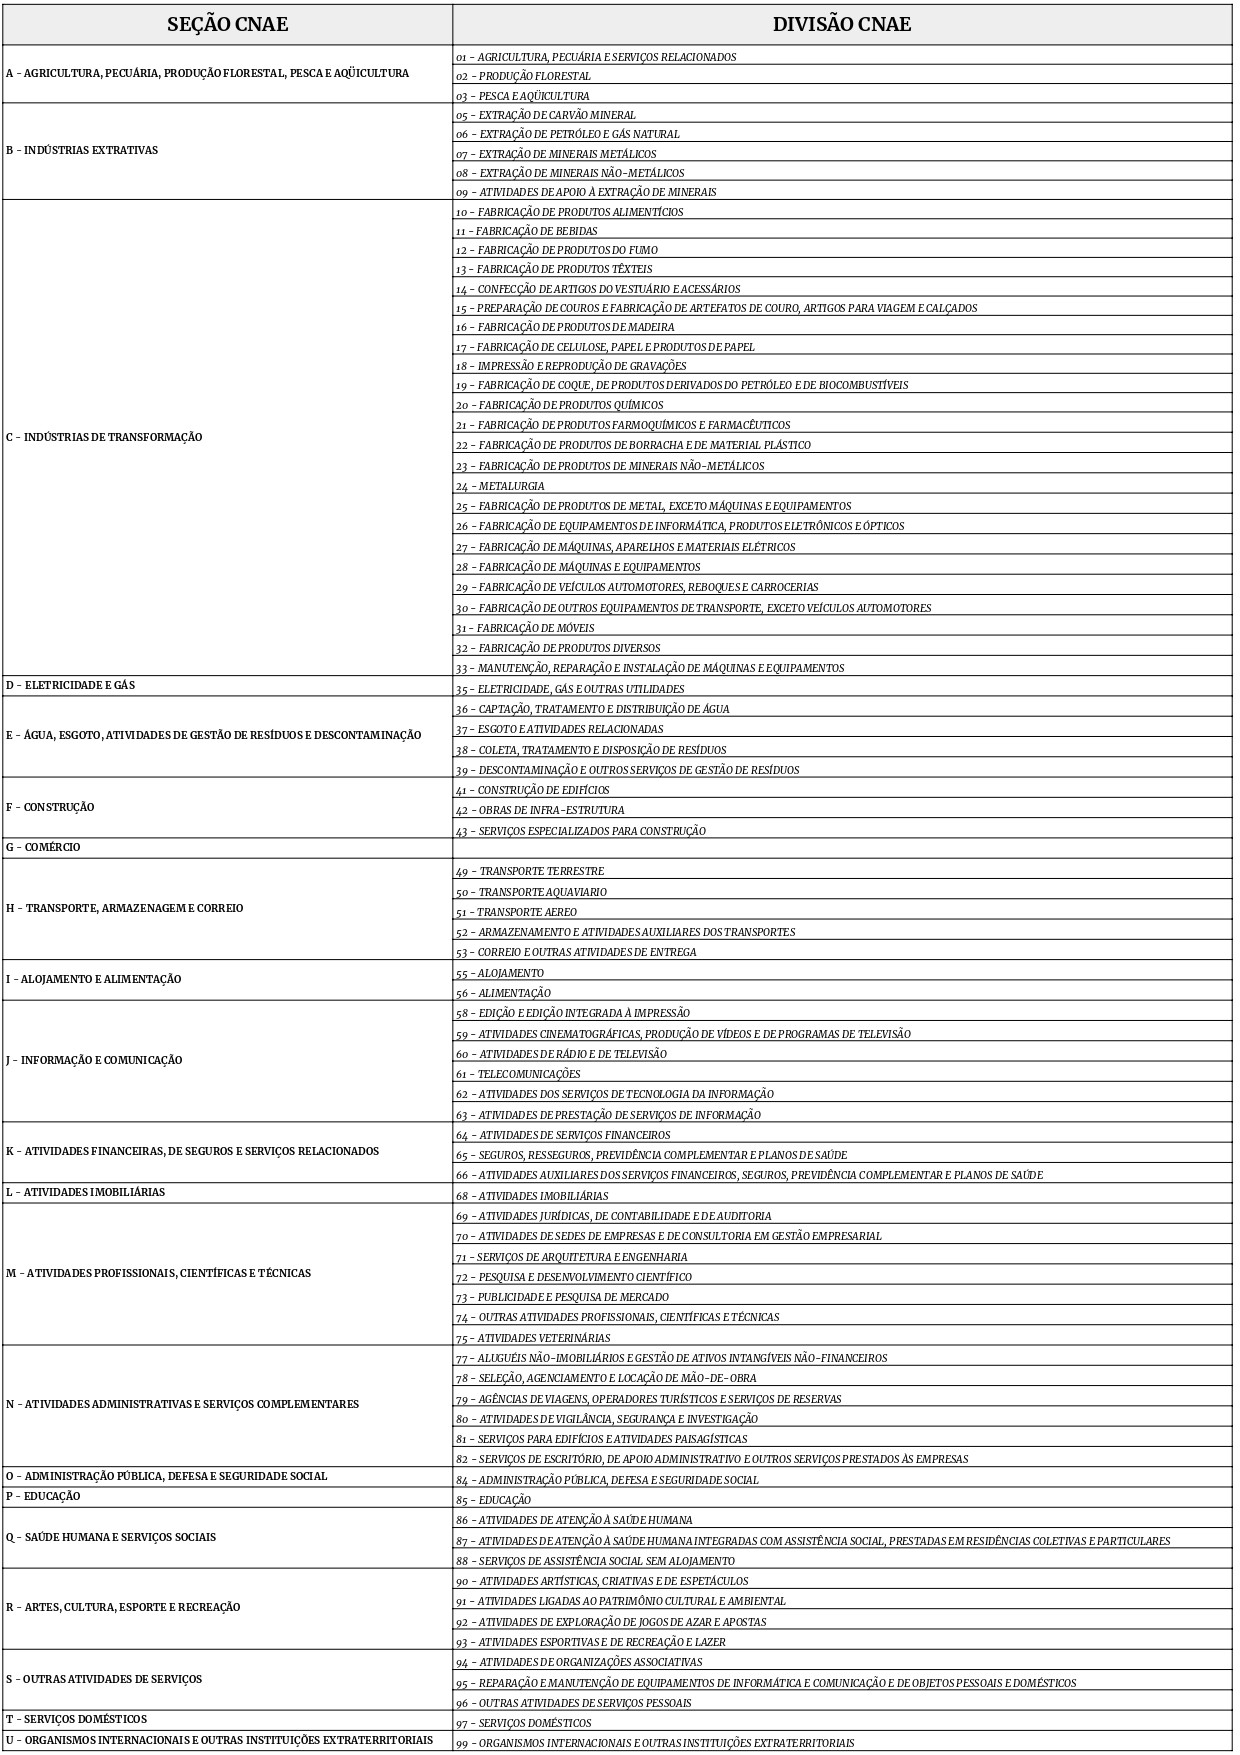 SEÇÃO CNAE
DIVISÃO CNAE
A - AGRICULTURA, PECUÁRIA, PRODUÇÃO FLORESTAL, PESCA E AQÜICULTURA
01 - AGRICULTURA, PECUÁRIA E SERVIÇOS RELACIONADOS
02 - PRODUÇÃO FLORESTAL
03 - PESCA E AQÜICULTURA
B - INDÚSTRIAS EXTRATIVAS
05 - EXTRAÇÃO DE CARVÃO MINERAL
06 - EXTRAÇÃO DE PETRÓLEO E GÁS NATURAL
07 - EXTRAÇÃO DE MINERAIS METÁLICOS
08 - EXTRAÇÃO DE MINERAIS NÃO-METÁLICOS
09 - ATIVIDADES DE APOIO À EXTRAÇÃO DE MINERAIS
C - INDÚSTRIAS DE TRANSFORMAÇÃO
10 - FABRICAÇÃO DE PRODUTOS ALIMENTÍCIOS
11 - FABRICAÇÃO DE BEBIDAS
12 - FABRICAÇÃO DE PRODUTOS DO FUMO
13 - FABRICAÇÃO DE PRODUTOS TÊXTEIS
14 - CONFECÇÃO DE ARTIGOS DO VESTUÁRIO E ACESSÁRIOS
15 - PREPARAÇÃO DE COUROS E FABRICAÇÃO DE ARTEFATOS DE COURO, ARTIGOS PARA VIAGEM E CALÇADOS
16 - FABRICAÇÃO DE PRODUTOS DE MADEIRA
17 - FABRICAÇÃO DE CELULOSE, PAPEL E PRODUTOS DE PAPEL
18 - IMPRESSÃO E REPRODUÇÃO DE GRAVAÇÕES
19 - FABRICAÇÃO DE COQUE, DE PRODUTOS DERIVADOS DO PETRÓLEO E DE BIOCOMBUSTÍVEIS
20 - FABRICAÇÃO DE PRODUTOS QUÍMICOS
21 - FABRICAÇÃO DE PRODUTOS FARMOQUÍMICOS E FARMACÊUTICOS
22 - FABRICAÇÃO DE PRODUTOS DE BORRACHA E DE MATERIAL PLÁSTICO
23 - FABRICAÇÃO DE PRODUTOS DE MINERAIS NÃO-METÁLICOS
24 - METALURGIA
25 - FABRICAÇÃO DE PRODUTOS DE METAL, EXCETO MÁQUINAS E EQUIPAMENTOS
26 - FABRICAÇÃO DE EQUIPAMENTOS DE INFORMÁTICA, PRODUTOS ELETRÔNICOS E ÓPTICOS
27 - FABRICAÇÃO DE MÁQUINAS, APARELHOS E MATERIAIS ELÉTRICOS
28 - FABRICAÇÃO DE MÁQUINAS E EQUIPAMENTOS
29 - FABRICAÇÃO DE VEÍCULOS AUTOMOTORES, REBOQUES E CARROCERIAS
30 - FABRICAÇÃO DE OUTROS EQUIPAMENTOS DE TRANSPORTE, EXCETO VEÍCULOS AUTOMOTORES
31 - FABRICAÇÃO DE MÓVEIS
32 - FABRICAÇÃO DE PRODUTOS DIVERSOS
33 - MANUTENÇÃO, REPARAÇÃO E INSTALAÇÃO DE MÁQUINAS E EQUIPAMENTOS
D - ELETRICIDADE E GÁS
35 - ELETRICIDADE, GÁS E OUTRAS UTILIDADES
E - ÁGUA, ESGOTO, ATIVIDADES DE GESTÃO DE RESÍDUOS E DESCONTAMINAÇÃO
36 - CAPTAÇÃO, TRATAMENTO E DISTRIBUIÇÃO DE ÁGUA
37 - ESGOTO E ATIVIDADES RELACIONADAS
38 - COLETA, TRATAMENTO E DISPOSIÇÃO DE RESÍDUOS
39 - DESCONTAMINAÇÃO E OUTROS SERVIÇOS DE GESTÃO DE RESÍDUOS
F - CONSTRUÇÃO
41 - CONSTRUÇÃO DE EDIFÍCIOS
42 - OBRAS DE INFRA-ESTRUTURA
43 - SERVIÇOS ESPECIALIZADOS PARA CONSTRUÇÃO
G - COMÉRCIO
H - TRANSPORTE, ARMAZENAGEM E CORREIO
49 - TRANSPORTE TERRESTRE
50 - TRANSPORTE AQUAVIARIO
51 - TRANSPORTE AEREO
52 - ARMAZENAMENTO E ATIVIDADES AUXILIARES DOS TRANSPORTES
53 - CORREIO E OUTRAS ATIVIDADES DE ENTREGA
I - ALOJAMENTO E ALIMENTAÇÃO
55 - ALOJAMENTO
56 - ALIMENTAÇÃO
J - INFORMAÇÃO E COMUNICAÇÃO
58 - EDIÇÃO E EDIÇÃO INTEGRADA À IMPRESSÃO
59 - ATIVIDADES CINEMATOGRÁFICAS, PRODUÇÃO DE VÍDEOS E DE PROGRAMAS DE TELEVISÃO
60 - ATIVIDADES DE RÁDIO E DE TELEVISÃO
61 - TELECOMUNICAÇÕES
62 - ATIVIDADES DOS SERVIÇOS DE TECNOLOGIA DA INFORMAÇÃO
63 - ATIVIDADES DE PRESTAÇÃO DE SERVIÇOS DE INFORMAÇÃO
K - ATIVIDADES FINANCEIRAS, DE SEGUROS E SERVIÇOS RELACIONADOS
64 - ATIVIDADES DE SERVIÇOS FINANCEIROS
65 - SEGUROS, RESSEGUROS, PREVIDÊNCIA COMPLEMENTAR E PLANOS DE SAÚDE
66 - ATIVIDADES AUXILIARES DOS SERVIÇOS FINANCEIROS, SEGUROS, PREVIDÊNCIA COMPLEMENTAR E PLANOS DE SAÚDE
L - ATIVIDADES IMOBILIÁRIAS
68 - ATIVIDADES IMOBILIÁRIAS
M - ATIVIDADES PROFISSIONAIS, CIENTÍFICAS E TÉCNICAS
69 - ATIVIDADES JURÍDICAS, DE CONTABILIDADE E DE AUDITORIA
70 - ATIVIDADES DE SEDES DE EMPRESAS E DE CONSULTORIA EM GESTÃO EMPRESARIAL
71 - SERVIÇOS DE ARQUITETURA E ENGENHARIA
72 - PESQUISA E DESENVOLVIMENTO CIENTÍFICO
73 - PUBLICIDADE E PESQUISA DE MERCADO
74 - OUTRAS ATIVIDADES PROFISSIONAIS, CIENTÍFICAS E TÉCNICAS
75 - ATIVIDADES VETERINÁRIAS
N - ATIVIDADES ADMINISTRATIVAS E SERVIÇOS COMPLEMENTARES
77 - ALUGUÉIS NÃO-IMOBILIÁRIOS E GESTÃO DE ATIVOS INTANGÍVEIS NÃO-FINANCEIROS
78 - SELEÇÃO, AGENCIAMENTO E LOCAÇÃO DE MÃO-DE-OBRA
79 - AGÊNCIAS DE VIAGENS, OPERADORES TURÍSTICOS E SERVIÇOS DE RESERVAS
80 - ATIVIDADES DE VIGILÂNCIA, SEGURANÇA E INVESTIGAÇÃO
81 - SERVIÇOS PARA EDIFÍCIOS E ATIVIDADES PAISAGÍSTICAS
82 - SERVIÇOS DE ESCRITÓRIO, DE APOIO ADMINISTRATIVO E OUTROS SERVIÇOS PRESTADOS ÀS EMPRESAS
O - ADMINISTRAÇÃO PÚBLICA, DEFESA E SEGURIDADE SOCIAL
84 - ADMINISTRAÇÃO PÚBLICA, DEFESA E SEGURIDADE SOCIAL
P - EDUCAÇÃO
85 - EDUCAÇÃO
Q - SAÚDE HUMANA E SERVIÇOS SOCIAIS
86 - ATIVIDADES DE ATENÇÃO À SAÚDE HUMANA
87 - ATIVIDADES DE ATENÇÃO À SAÚDE HUMANA INTEGRADAS COM ASSISTÊNCIA SOCIAL, PRESTADAS EM RESIDÊNCIAS COLETIVAS E PARTICULARES
88 - SERVIÇOS DE ASSISTÊNCIA SOCIAL SEM ALOJAMENTO
R - ARTES, CULTURA, ESPORTE E RECREAÇÃO
90 - ATIVIDADES ARTÍSTICAS, CRIATIVAS E DE ESPETÁCULOS
91 - ATIVIDADES LIGADAS AO PATRIMÔNIO CULTURAL E AMBIENTAL
92 - ATIVIDADES DE EXPLORAÇÃO DE JOGOS DE AZAR E APOSTAS
93 - ATIVIDADES ESPORTIVAS E DE RECREAÇÃO E LAZER
S - OUTRAS ATIVIDADES DE SERVIÇOS
94 - ATIVIDADES DE ORGANIZAÇÕES ASSOCIATIVAS
95 - REPARAÇÃO E MANUTENÇÃO DE EQUIPAMENTOS DE INFORMÁTICA E COMUNICAÇÃO E DE OBJETOS PESSOAIS E DOMÉSTICOS
96 - OUTRAS ATIVIDADES DE SERVIÇOS PESSOAIS
T - SERVIÇOS DOMÉSTICOS
97 - SERVIÇOS DOMÉSTICOS
U - ORGANISMOS INTERNACIONAIS E OUTRAS INSTITUIÇÕES EXTRATERRITORIAIS
99 - ORGANISMOS INTERNACIONAIS E OUTRAS INSTITUIÇÕES EXTRATERRITORIAIS